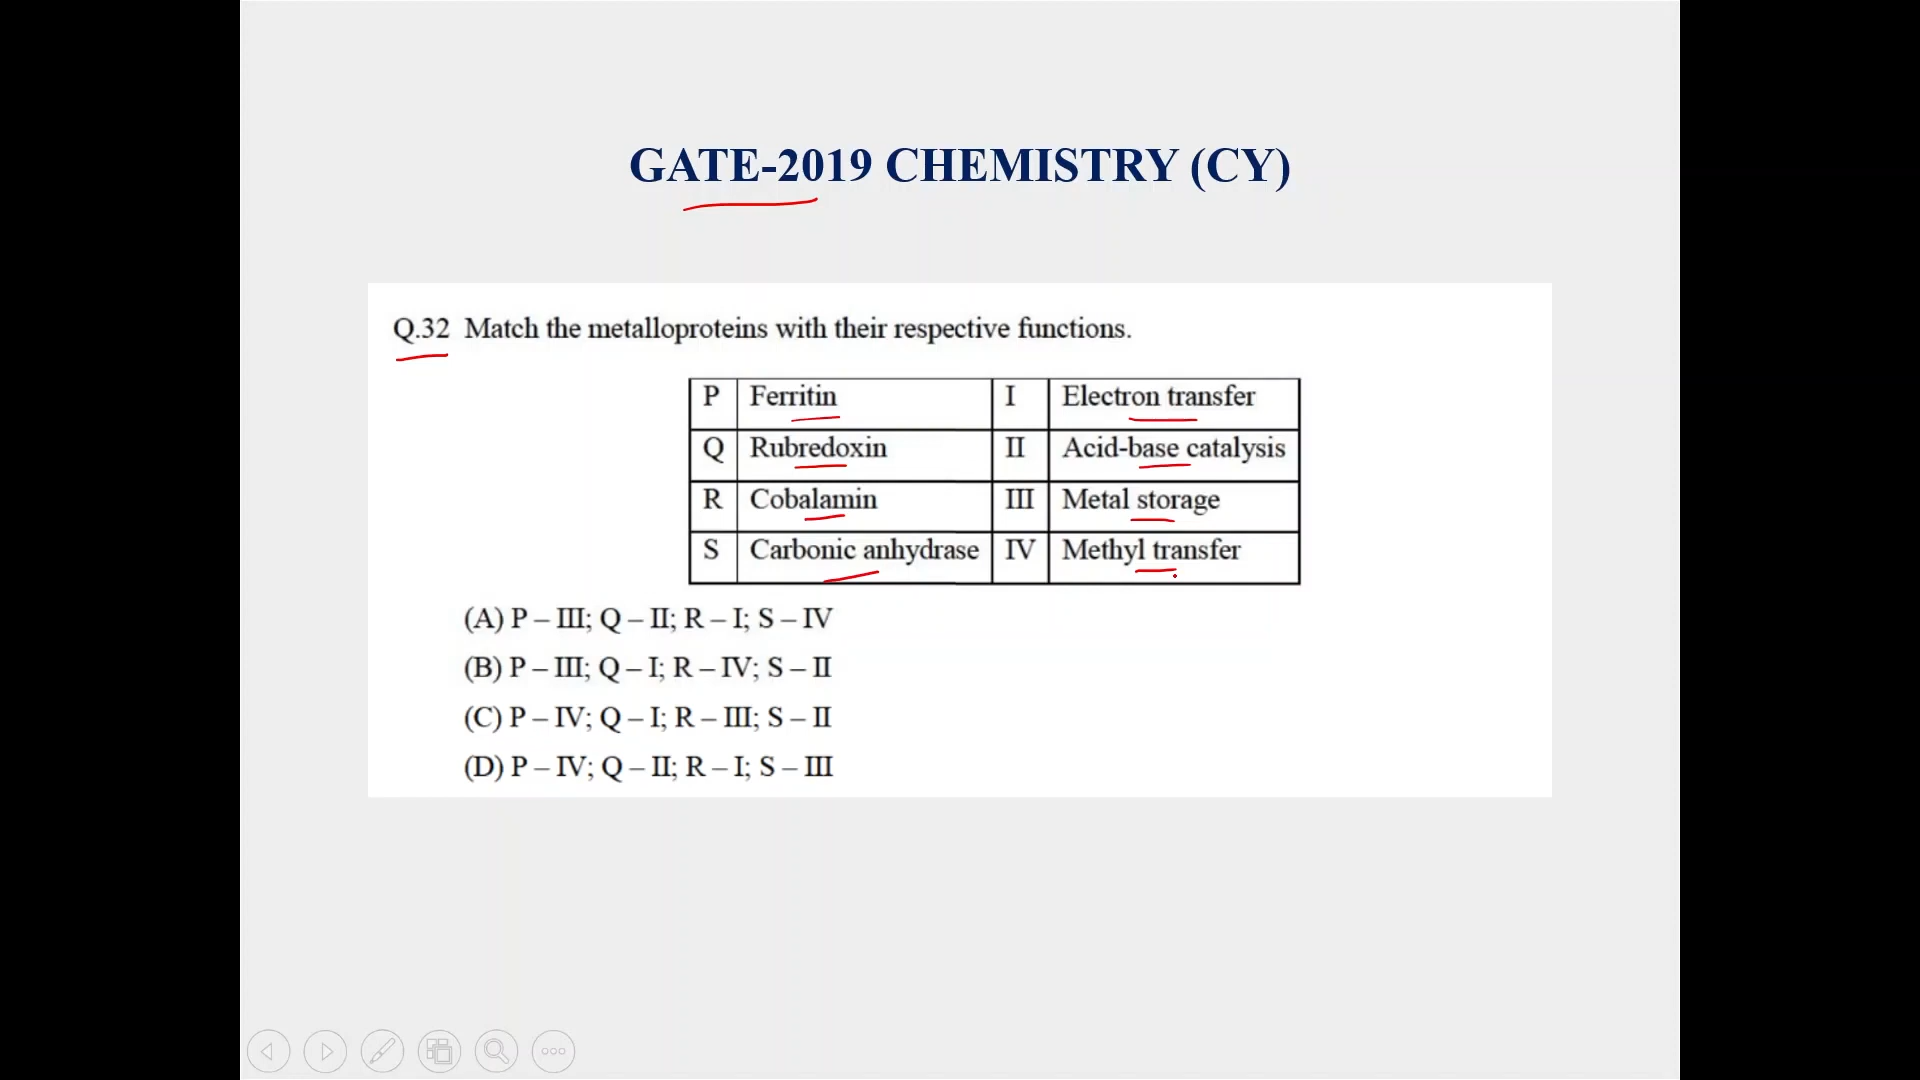 GATE-2019 CHEMISTRY (CY)
Q.32 Match the metalloproteins with their respective functions.
P Ferritin I Electron transfer
Q Rubredoxin II Acid-base catalysis
R Cobalamin III Metal storage
S Carbonic anhydrase IV Methyl transfer
(A) P – III; Q – II; R – I; S – IV
(B) P – III; Q – I; R – IV; S – II
(C) P – IV; Q – I; R – III; S – II
(D) P – IV; Q – II; R – I; S – III